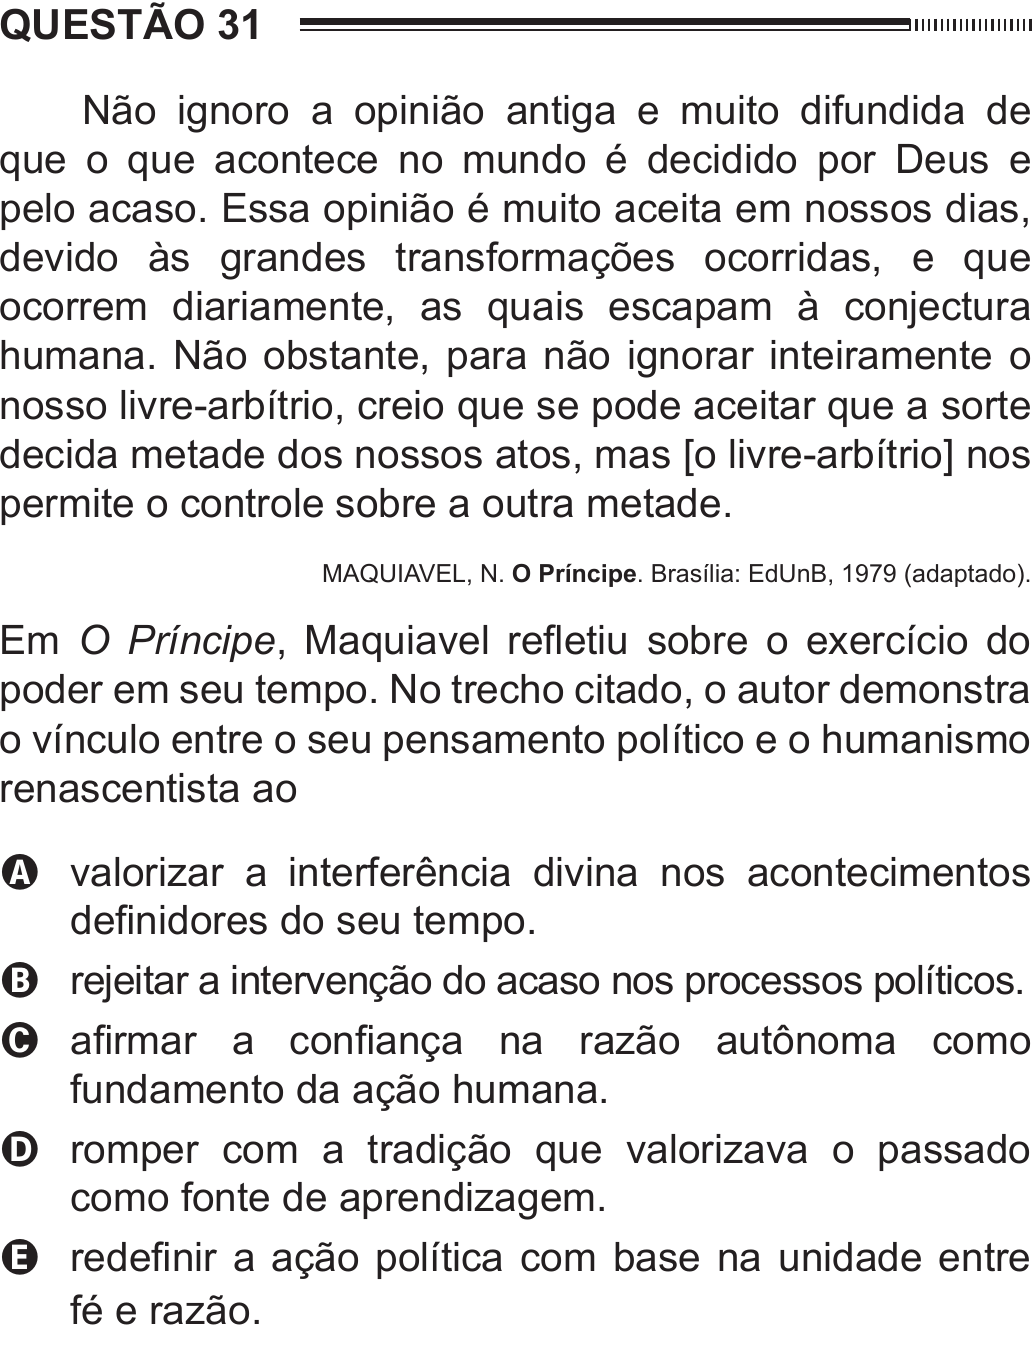 QUESTÃO 31
Não ignoro a opinião antiga e muito difundida de
que o que acontece no mundo é decidido por Deus e
pelo acaso. Essa opinião é muito aceita em nossos dias,
devido às grandes transformações ocorridas, e que
ocorrem diariamente, as quais escapam à conjectura
humana. Não obstante, para não ignorar inteiramente o
nosso livre-arbítrio, creio que se pode aceitar que a sorte
decida metade dos nossos atos, mas [o livre-arbítrio] nos
permite o controle sobre a outra metade.
MAQUIAVEL, N. O Príncipe. Brasília: EdUnB, 1979 (adaptado).
Em O Príncipe, Maquiavel refletiu sobre o exercício do
poder em seu tempo. No trecho citado, o autor demonstra
o vínculo entre o seu pensamento político e o humanismo
renascentista ao
A valorizar a interferência divina nos acontecimentos
definidores do seu tempo.
B rejeitar a intervenção do acaso nos processos políticos.
C afirmar a confiança na razão autônoma como
fundamento da ação humana.
D romper com a tradição que valorizava o passado
como fonte de aprendizagem.
E redefinir a ação política com base na unidade entre
fé e razão.